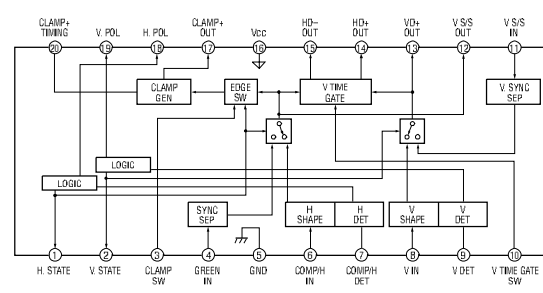 CLAMP+
TIMING
V. POL
H. POL
CLAMP+
OUT
Vcc
HD−
OUT
HD+
OUT
VD+
OUT
V S/S
OUT
V S/S
IN
20
19
18
17
16
15
14
13
12
11
CLAMP
GEN
EDGE
SW
V TIME
GATE
V. SYNC
SEP
LOGIC
LOGIC
SYNC
SEP
H
SHAPE
H
DET
V
SHAPE
V
DET
1
2
3
4
5
6
7
8
9
10
H. STATE
V. STATE
CLAMP
SW
GREEN
IN
GND
COMP/H
IN
COMP/H
DET
V IN
V DET
V TIME GATE
SW